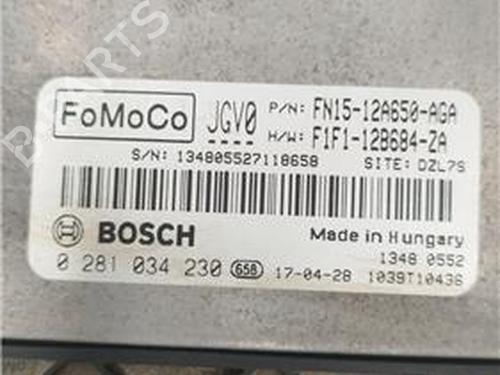 FoMoCo JGV0 P/N: FN15-12A650-AGA
H/W: F1F1-12B684-ZA
S/N: 134805527118658 SITE: DZL7S
BOSCH Made in Hungary
1348 0552
0 281 034 230 658 17-04-28 1039T10436